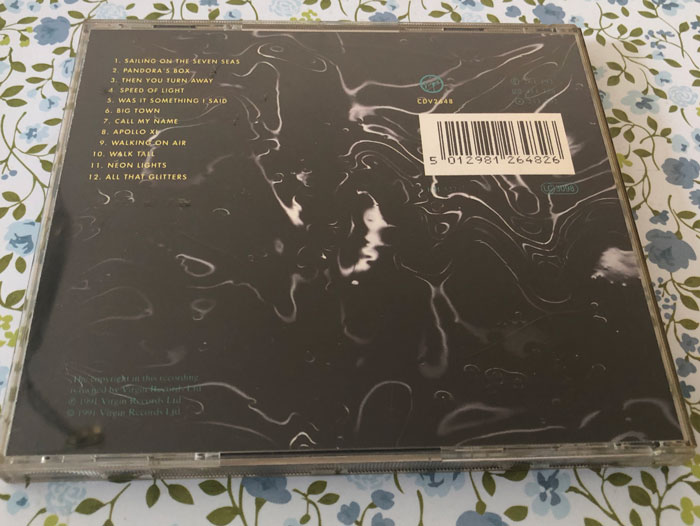 1. SAILING ON THE SEVEN SEAS
2. PANDORA'S BOX
3. THEN YOU TURN AWAY
4. SPEED OF LIGHT
5. WAS IT SOMETHING I SAID
6. BIG TOWN
7. CALL MY NAME
8. APOLLO XI
9. WALKING ON AIR
10. WALK TALL
11. NEON LIGHTS
12. ALL THAT GLITTERS
CDV2648
5 012981 264826
LC 3098
The copyright in this recording
is owned by Virgin Records Ltd
℗ 1991 Virgin Records Ltd
© 1991 Virgin Records Ltd